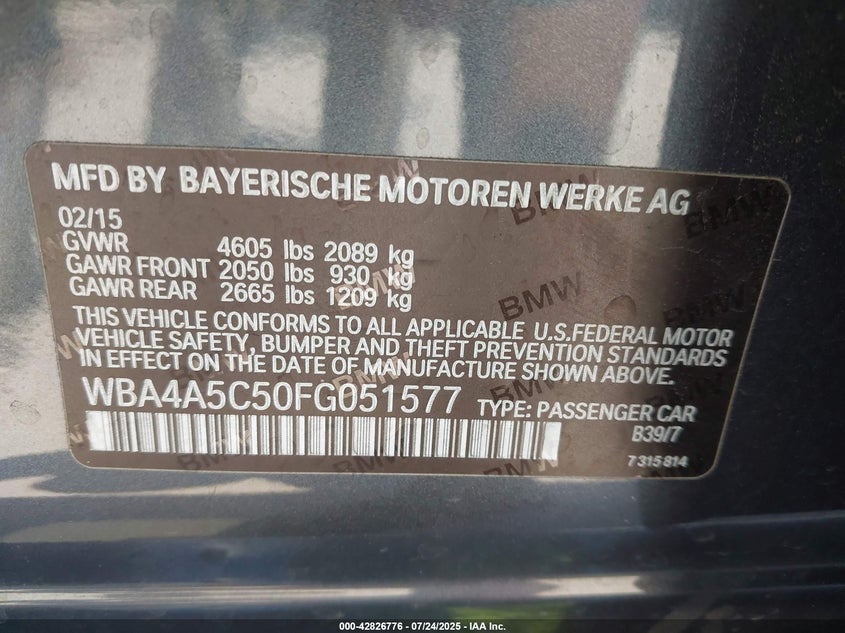 MFD BY BAYERISCHE MOTOREN WERKE AG
02/15
GVWR 4605 lbs 2089 kg
GAWR FRONT 2050 lbs 930 kg
GAWR REAR 2665 lbs 1209 kg
THIS VEHICLE CONFORMS TO ALL APPLICABLE U.S.FEDERAL MOTOR
VEHICLE SAFETY, BUMPER AND THEFT PREVENTION STANDARDS
IN EFFECT ON THE DATE OF MANUFACTURE SHOWN ABOVE.
WBA4A5C50FG051577 TYPE: PASSENGER CAR
B39/7
7315814
000-42826776 - 07/24/2025 - IAA Inc.